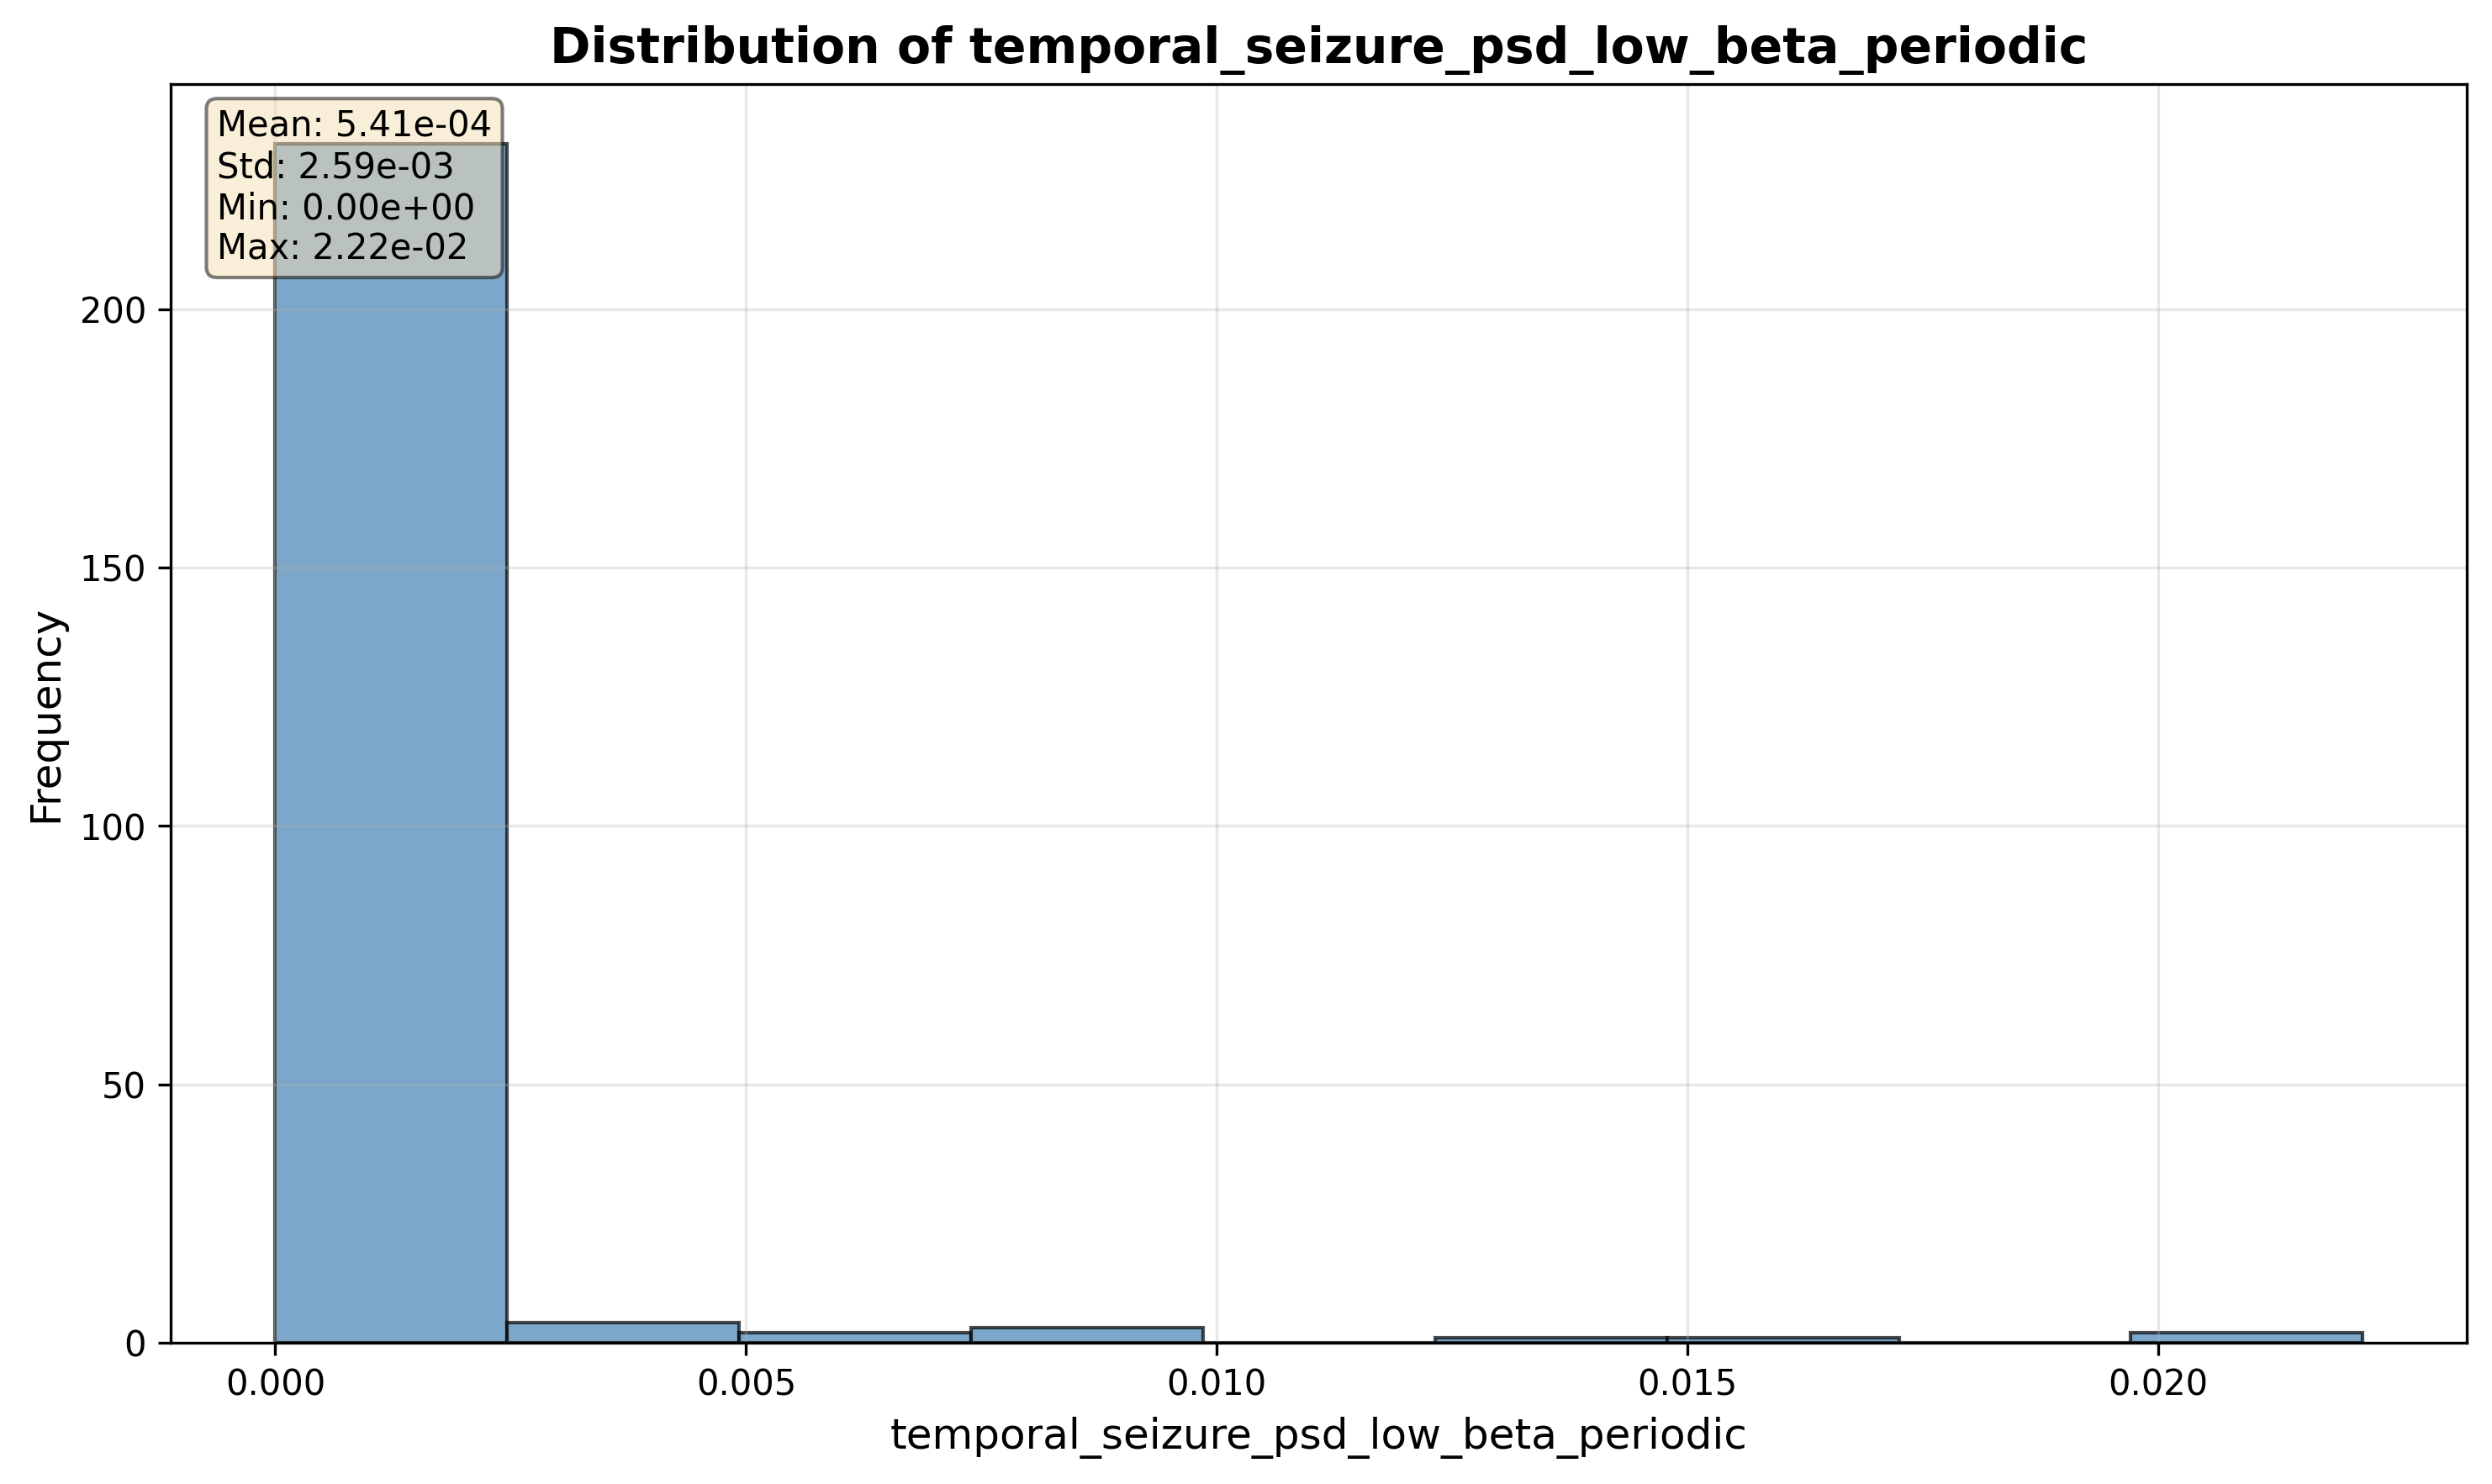 Distribution of temporal_seizure_psd_low_beta_periodic
Mean: 5.41e-04
Std: 2.59e-03
Min: 0.00e+00
Max: 2.22e-02
Frequency
200
150
100
50
0
0.000 0.005 0.010 0.015 0.020
temporal_seizure_psd_low_beta_periodic